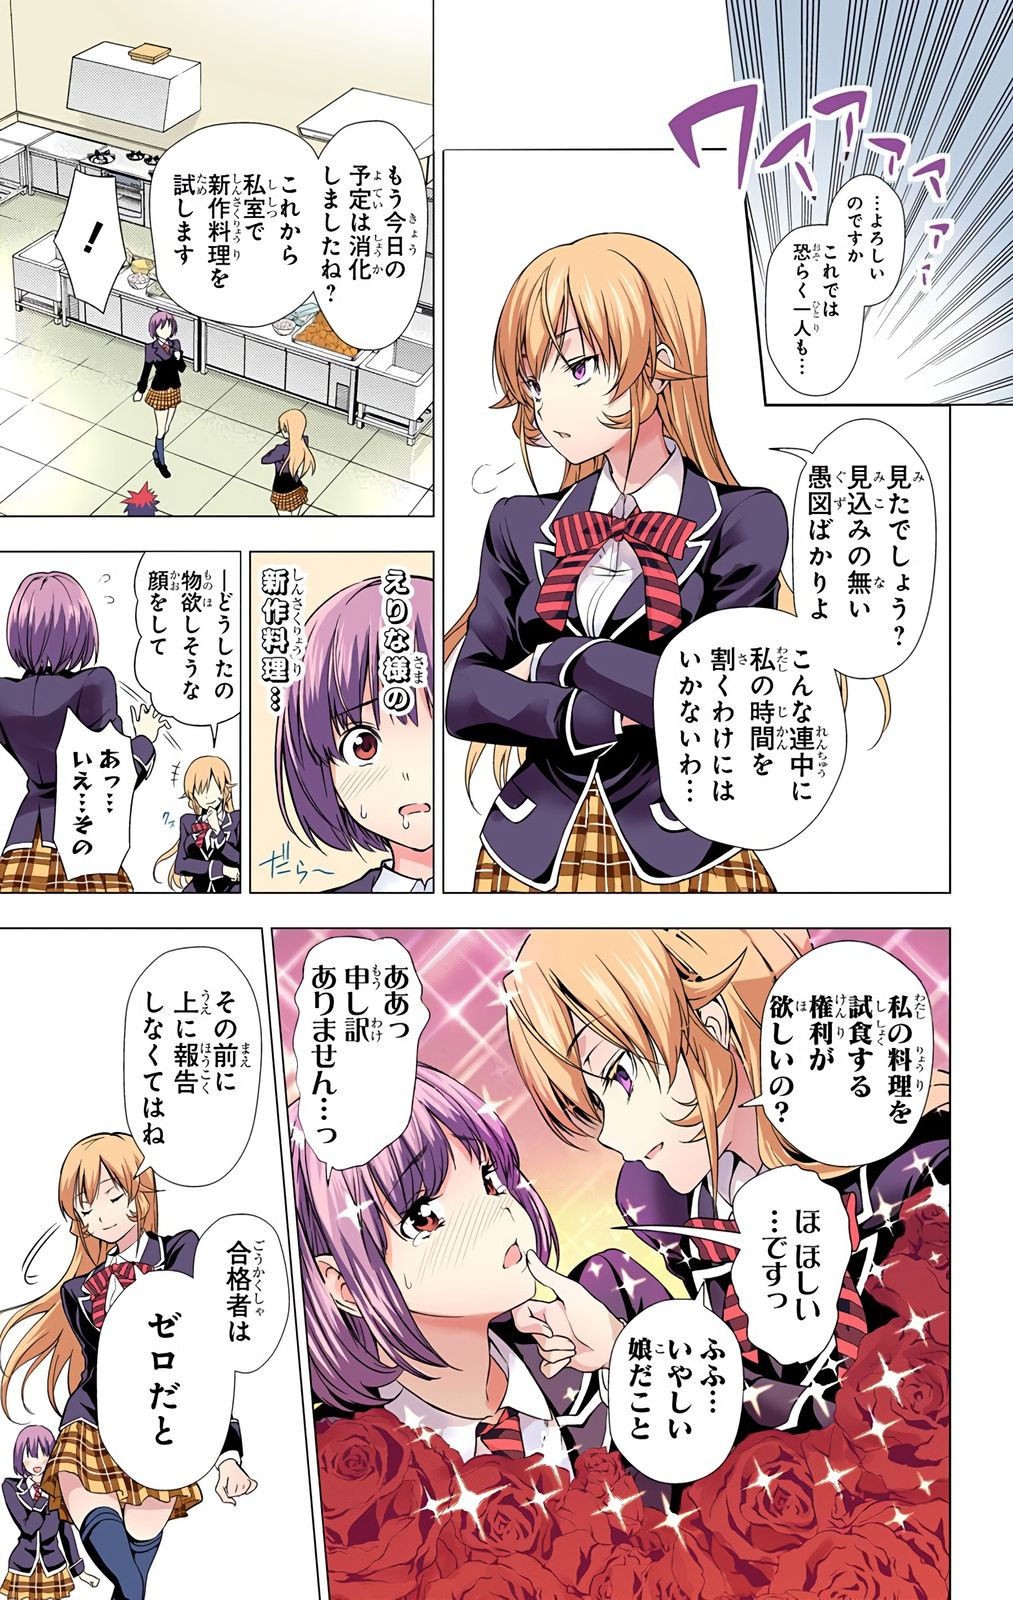 ワァァァァ
…よろしい
のですか
これでは
恐らく一人も…
見たでしょう?
見込みの無い
愚図ばかりよ
こんな連中に
私の時間を
割くわけには
いかないわ…
もう今日の
予定は消化
しましたね?
これから
私室で
新作料理を
試します
!
えりな様の
新作料理…
だら〜
―どうしたの
物欲しそうな
顔をして
クス
あっ…
いえ…その
私の料理を
試食する
権利が
欲しいの?
ほほしい
…ですっ
ああっ
申し訳
ありません…っ
ふふ…
いやしい
娘だこと
その前に
上に報告
しなくてはね
合格者は
ゼロだと